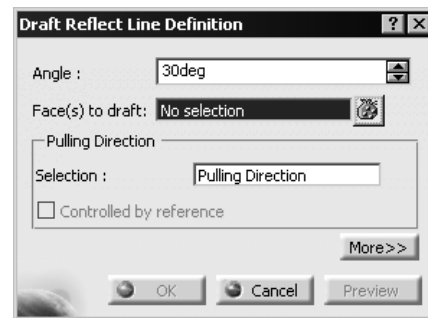 Draft Reflect Line Definition ? X
Angle : 30deg
Face(s) to draft: No selection
Pulling Direction
Selection : Pulling Direction
Controlled by reference
More>>
OK Cancel Preview